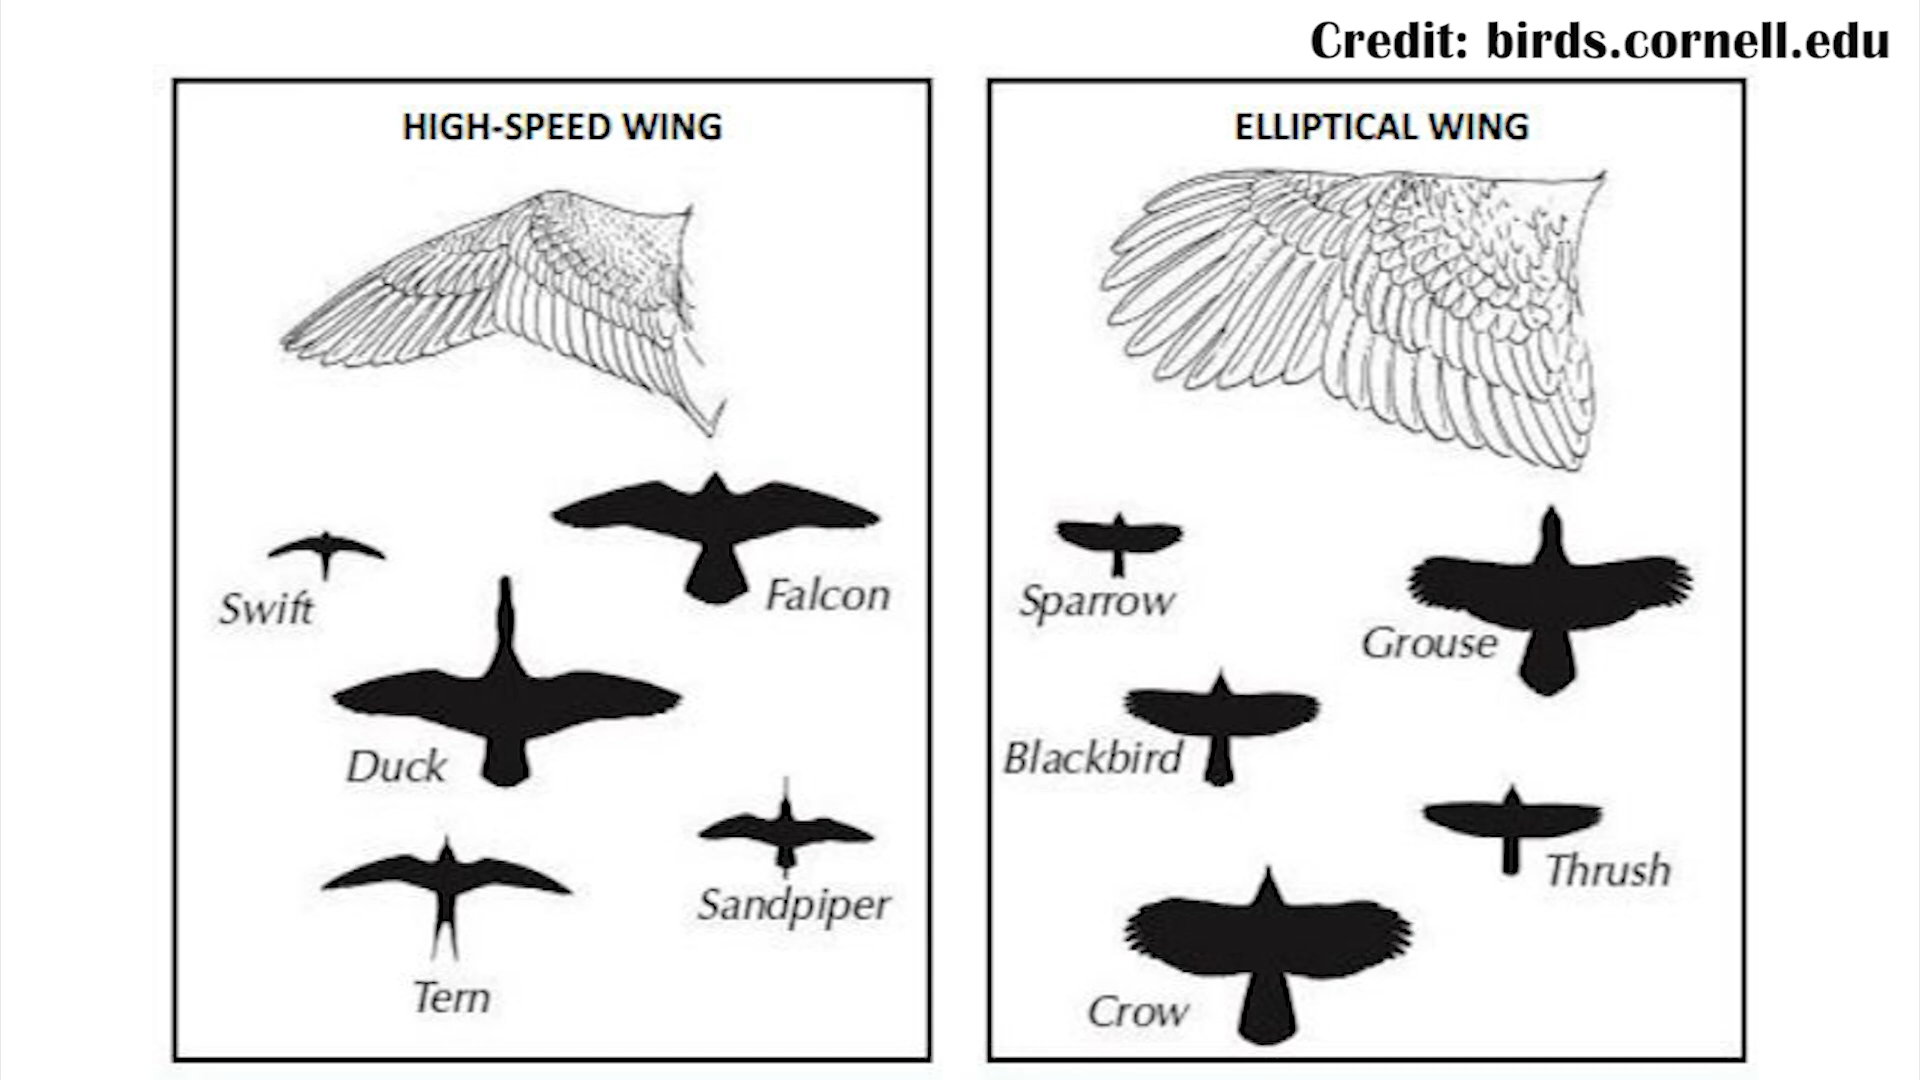 Credit: birds.cornell.edu
HIGH-SPEED WING
Swift
Falcon
Duck
Sandpiper
Tern
ELLIPTICAL WING
Sparrow
Grouse
Blackbird
Thrush
Crow